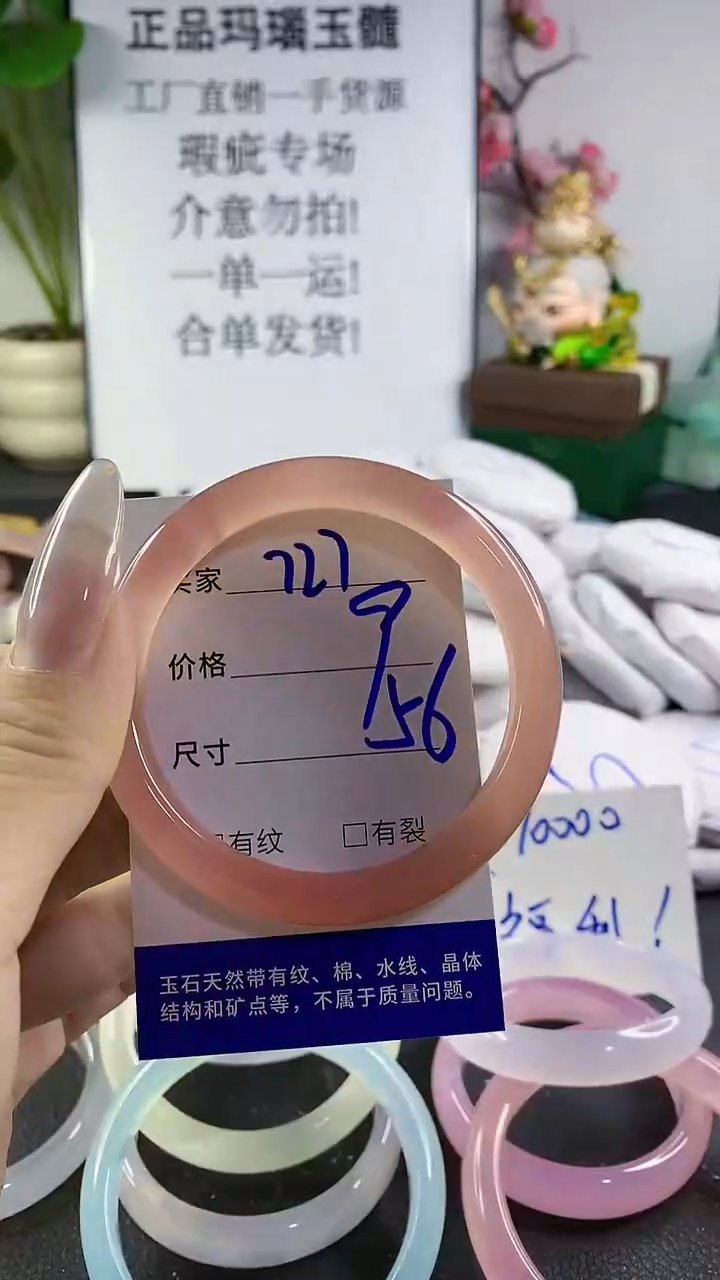 正品玛瑙玉髓
工厂直销一手货源
瑕疵专场
介意勿拍!
一单一运!
合单发货!
买家 727
价格 9
尺寸 56
有纹 □有裂
10000
玉石天然带有纹、棉、水线、晶体
结构和矿点等，不属于质量问题。